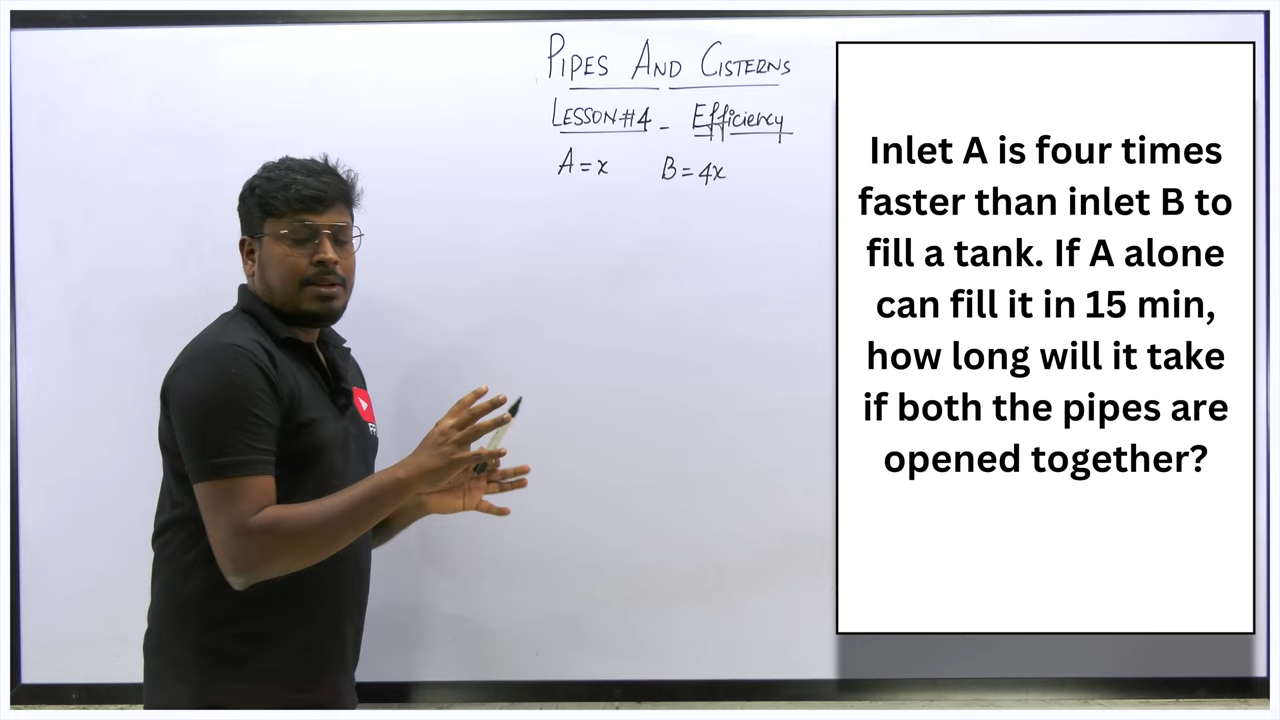 PIPES AND CISTERNS
LESSON #4 - Efficiency
A = x B = 4x
Inlet A is four times
faster than inlet B to
fill a tank. If A alone
can fill it in 15 min,
how long will it take
if both the pipes are
opened together?